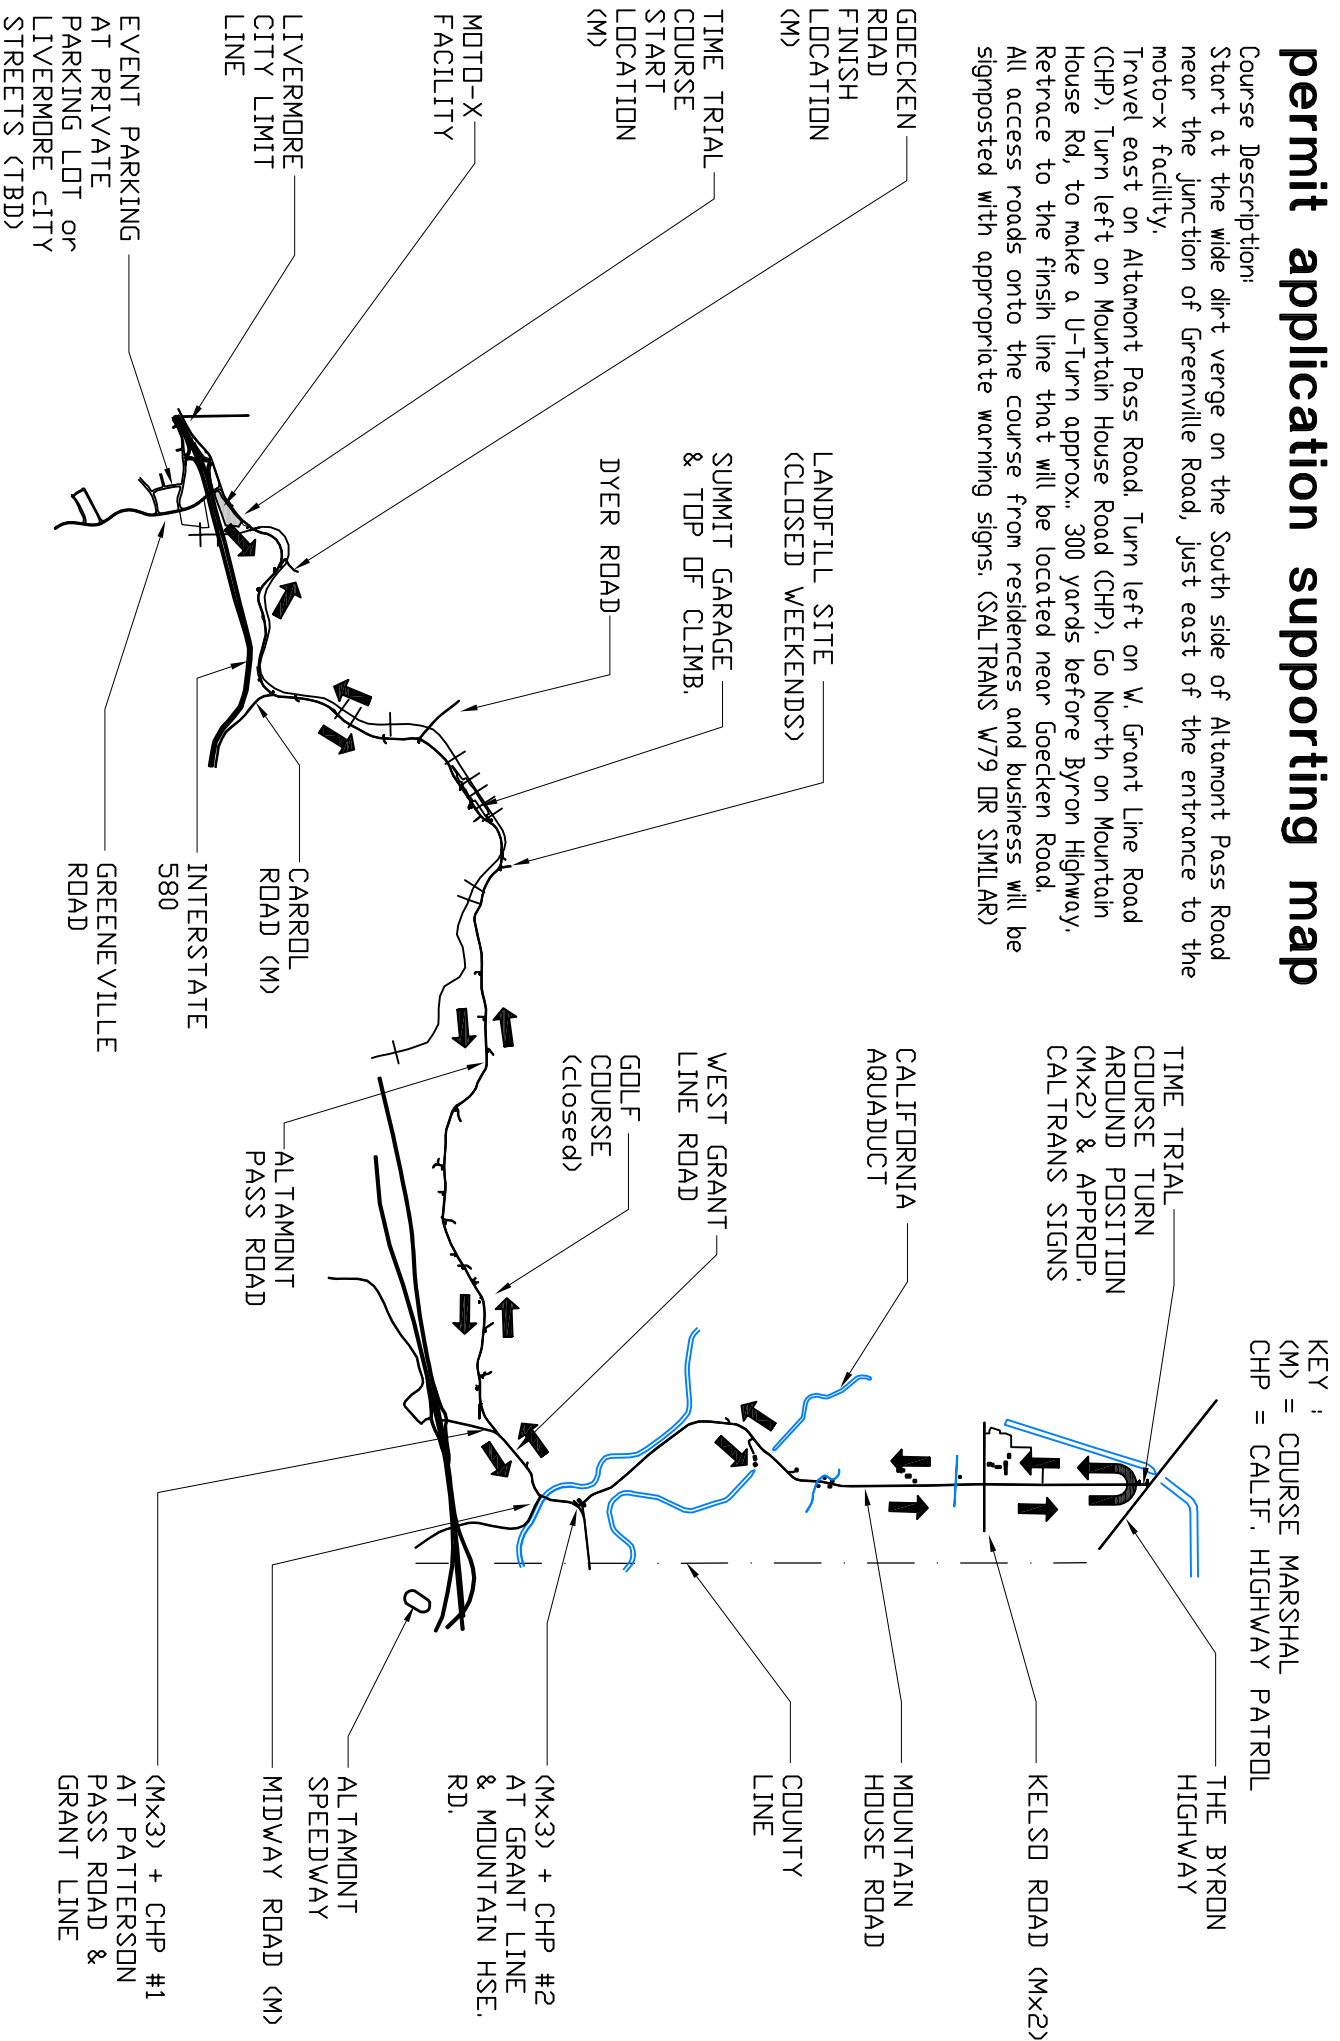 permit application supporting map
Course Description:
Start at the wide dirt verge on the South side of Altamont Pass Road
near the junction of Greenville Road, just east of the entrance to the
moto-x facility.
Travel east on Altamont Pass Road. Turn left on W. Grant Line Road
(CHP). Turn left on Mountain House Road (CHP). Go North on Mountain
House Rd, to make a U-Turn approx.. 300 yards before Byron Highway.
Retrace to the finsih line that will be located near Goecken Road.
All access roads onto the course from residences and business will be
signposted with appropriate warning signs. (SALTRANS W79 OR SIMILAR)
KEY :
(M) = COURSE MARSHAL
CHP = CALIF. HIGHWAY PATROL
GOECKEN
ROAD
FINISH
LOCATION
(M)
TIME TRIAL
COURSE
START
LOCATION
(M)
MOTO-X
FACILITY
LIVERMORE
CITY LIMIT
LINE
EVENT PARKING
AT PRIVATE
PARKING LOT or
LIVERMORE cITY
STREETS (TBD)
LANDFILL SITE
(CLOSED WEEKENDS)
SUMMIT GARAGE
& TOP OF CLIMB.
DYER ROAD
CARROL
ROAD (M)
INTERSTATE
580
GREENEVILLE
ROAD
TIME TRIAL
COURSE TURN
AROUND POSITION
(Mx2) & APPROP.
CALTRANS SIGNS
CALIFORNIA
AQUADUCT
WEST GRANT
LINE ROAD
GOLF
COURSE
(closed)
ALTAMONT
PASS ROAD
THE BYRON
HIGHWAY
KELSO ROAD (Mx2)
MOUNTAIN
HOUSE ROAD
COUNTY
LINE
(Mx3) + CHP #2
AT GRANT LINE
& MOUNTAIN HSE.
RD.
ALTAMONT
SPEEDWAY
MIDWAY ROAD (M)
(Mx3) + CHP #1
AT PATTERSON
PASS ROAD &
GRANT LINE